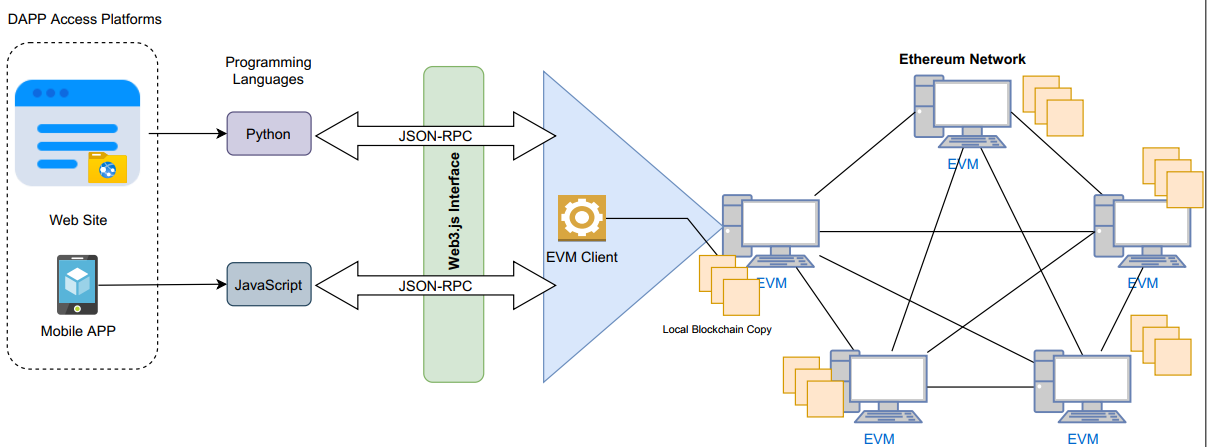 DAPP Access Platforms
Programming
Languages
Ethereum Network
Python
JSON-RPC
Web3.js Interface
EVM
Web Site
EVM Client
JavaScript
JSON-RPC
EVM
EVM
Mobile APP
Local Blockchain Copy
EVM
EVM